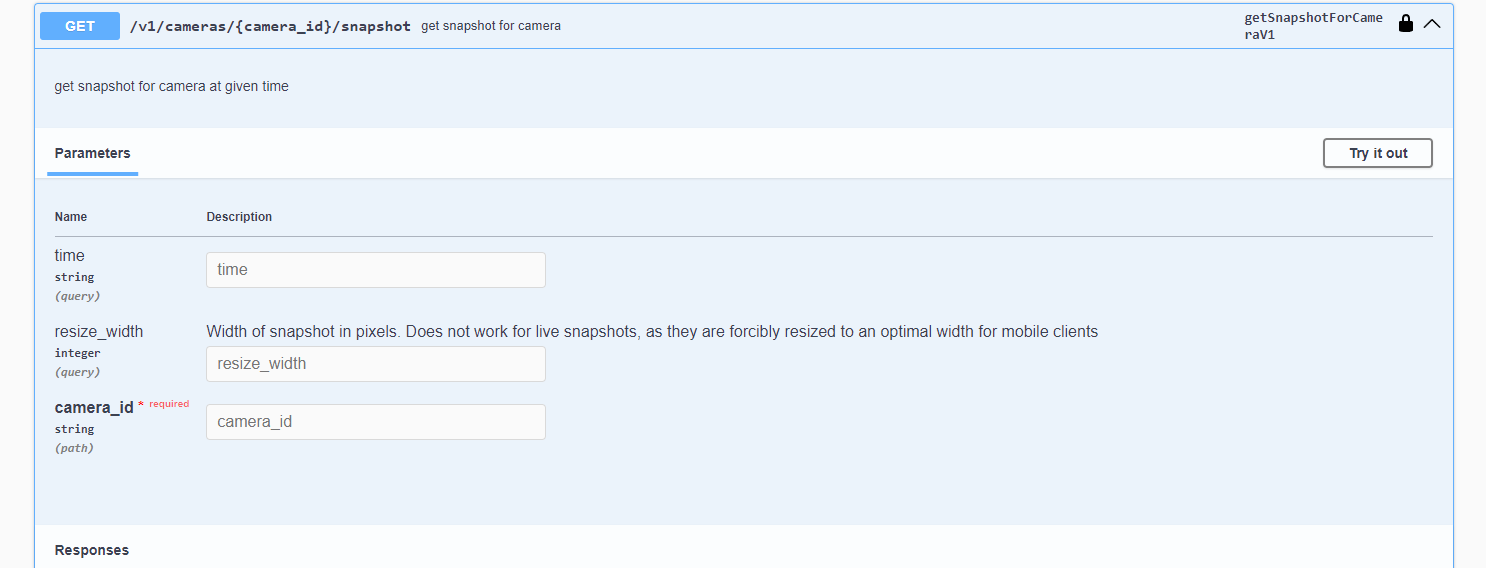 GET /v1/cameras/{camera_id}/snapshot get snapshot for camera getSnapshotForCame
raV1
get snapshot for camera at given time
Parameters Try it out
Name Description
time
string
(query)
time
resize_width
integer
(query)
Width of snapshot in pixels. Does not work for live snapshots, as they are forcibly resized to an optimal width for mobile clients
resize_width
camera_id * required
string
(path)
camera_id
Responses